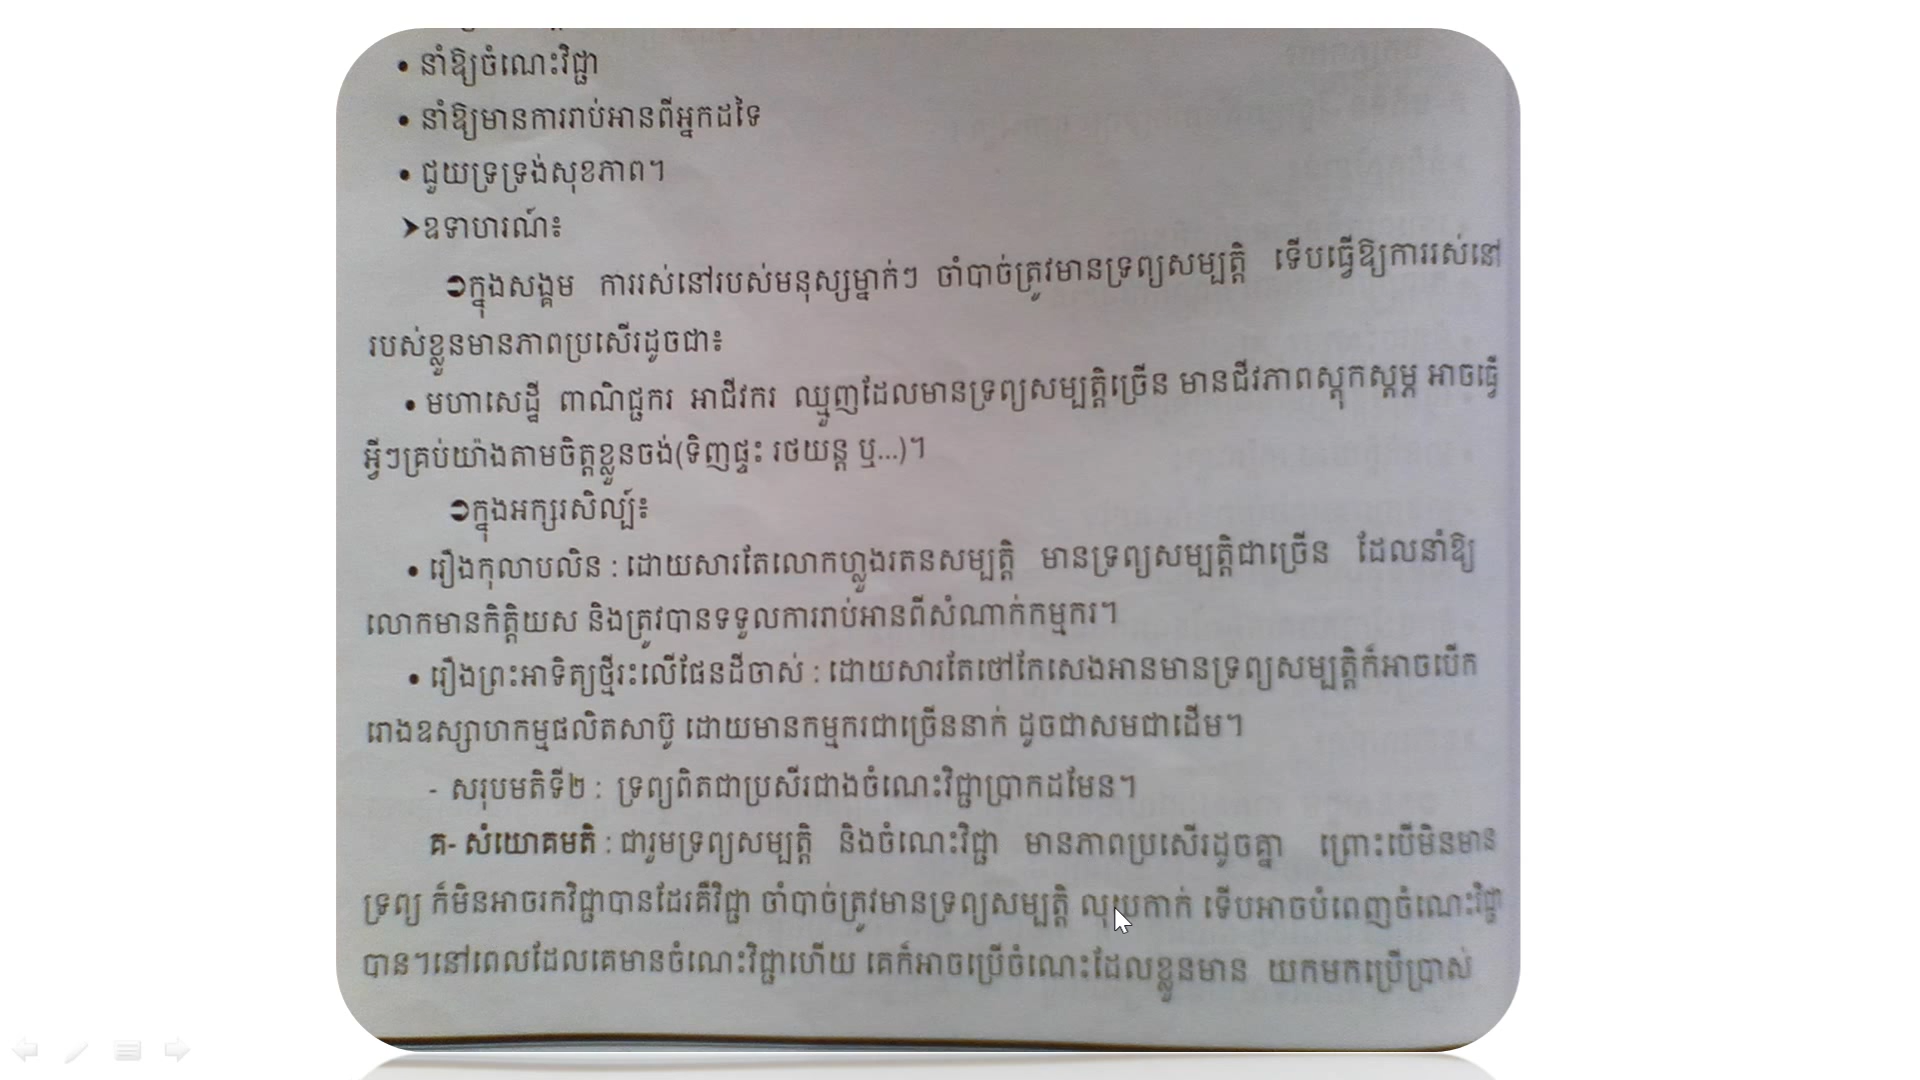 • នាំឱ្យចំណេះវិជ្ជា
• នាំឱ្យមានការរាប់អានពីអ្នកដទៃ
• ជួយទ្រទ្រង់សុខភាព។
➤ឧទាហរណ៍៖
➲ក្នុងសង្គម ការរស់នៅរបស់មនុស្សម្នាក់ៗ ចាំបាច់ត្រូវមានទ្រព្យសម្បត្តិ ទើបធ្វើឱ្យការរស់នៅ
របស់ខ្លួនមានភាពប្រសើរដូចជា៖
• មហាសេដ្ឋី ពាណិជ្ជករ អាជីវករ ឈ្មួញដែលមានទ្រព្យសម្បត្តិច្រើន មានជីវភាពស្តុកស្តម្ភ អាចធ្វើ
អ្វីៗគ្រប់យ៉ាងតាមចិត្តខ្លួនចង់(ទិញផ្ទះ រថយន្ត ឬ...)។
➲ក្នុងអក្សរសិល្ប៍៖
• រឿងកុលាបលិន : ដោយសារតែលោកហ្លួងរតនសម្បត្តិ មានទ្រព្យសម្បត្តិជាច្រើន ដែលនាំឱ្យ
លោកមានកិត្តិយស និងត្រូវបានទទួលការរាប់អានពីសំណាក់កម្មករ។
• រឿងព្រះអាទិត្យថ្មីរះលើផែនដីចាស់ : ដោយសារតែថៅកែសេងអានមានទ្រព្យសម្បត្តិក៏អាចបើក
រោងឧស្សាហកម្មផលិតសាប៊ូ ដោយមានកម្មករជាច្រើននាក់ ដូចជាសមជាដើម។
- សរុបមតិទី២ : ទ្រព្យពិតជាប្រសើរជាងចំណេះវិជ្ជាប្រាកដមែន។
គ- សំយោគមតិ : ជារួមទ្រព្យសម្បត្តិ និងចំណេះវិជ្ជា មានភាពប្រសើរដូចគ្នា ព្រោះបើមិនមាន
ទ្រព្យ ក៏មិនអាចរកវិជ្ជាបានដែរគឺវិជ្ជា ចាំបាច់ត្រូវមានទ្រព្យសម្បត្តិ លុយកាក់ ទើបអាចបំពេញចំណេះវិជ្ជា
បាន។នៅពេលដែលគេមានចំណេះវិជ្ជាហើយ គេក៏អាចប្រើចំណេះដែលខ្លួនមាន យកមកប្រើប្រាស់